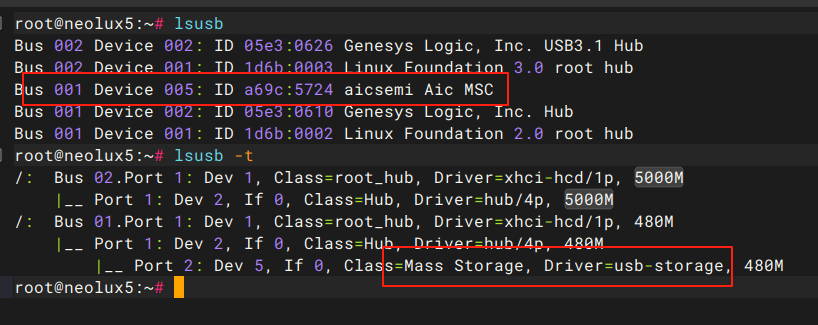 root@neolux5:~# lsusb
Bus 002 Device 002: ID 05e3:0626 Genesys Logic, Inc. USB3.1 Hub
Bus 002 Device 001: ID 1d6b:0003 Linux Foundation 3.0 root hub
Bus 001 Device 005: ID a69c:5724 aicsemi Aic MSC
Bus 001 Device 002: ID 05e3:0610 Genesys Logic, Inc. Hub
Bus 001 Device 001: ID 1d6b:0002 Linux Foundation 2.0 root hub
root@neolux5:~# lsusb -t
/:  Bus 02.Port 1: Dev 1, Class=root_hub, Driver=xhci-hcd/1p, 5000M
    |__ Port 1: Dev 2, If 0, Class=Hub, Driver=hub/4p, 5000M
/:  Bus 01.Port 1: Dev 1, Class=root_hub, Driver=xhci-hcd/1p, 480M
    |__ Port 1: Dev 2, If 0, Class=Hub, Driver=hub/4p, 480M
        |__ Port 2: Dev 5, If 0, Class=Mass Storage, Driver=usb-storage, 480M
root@neolux5:~#